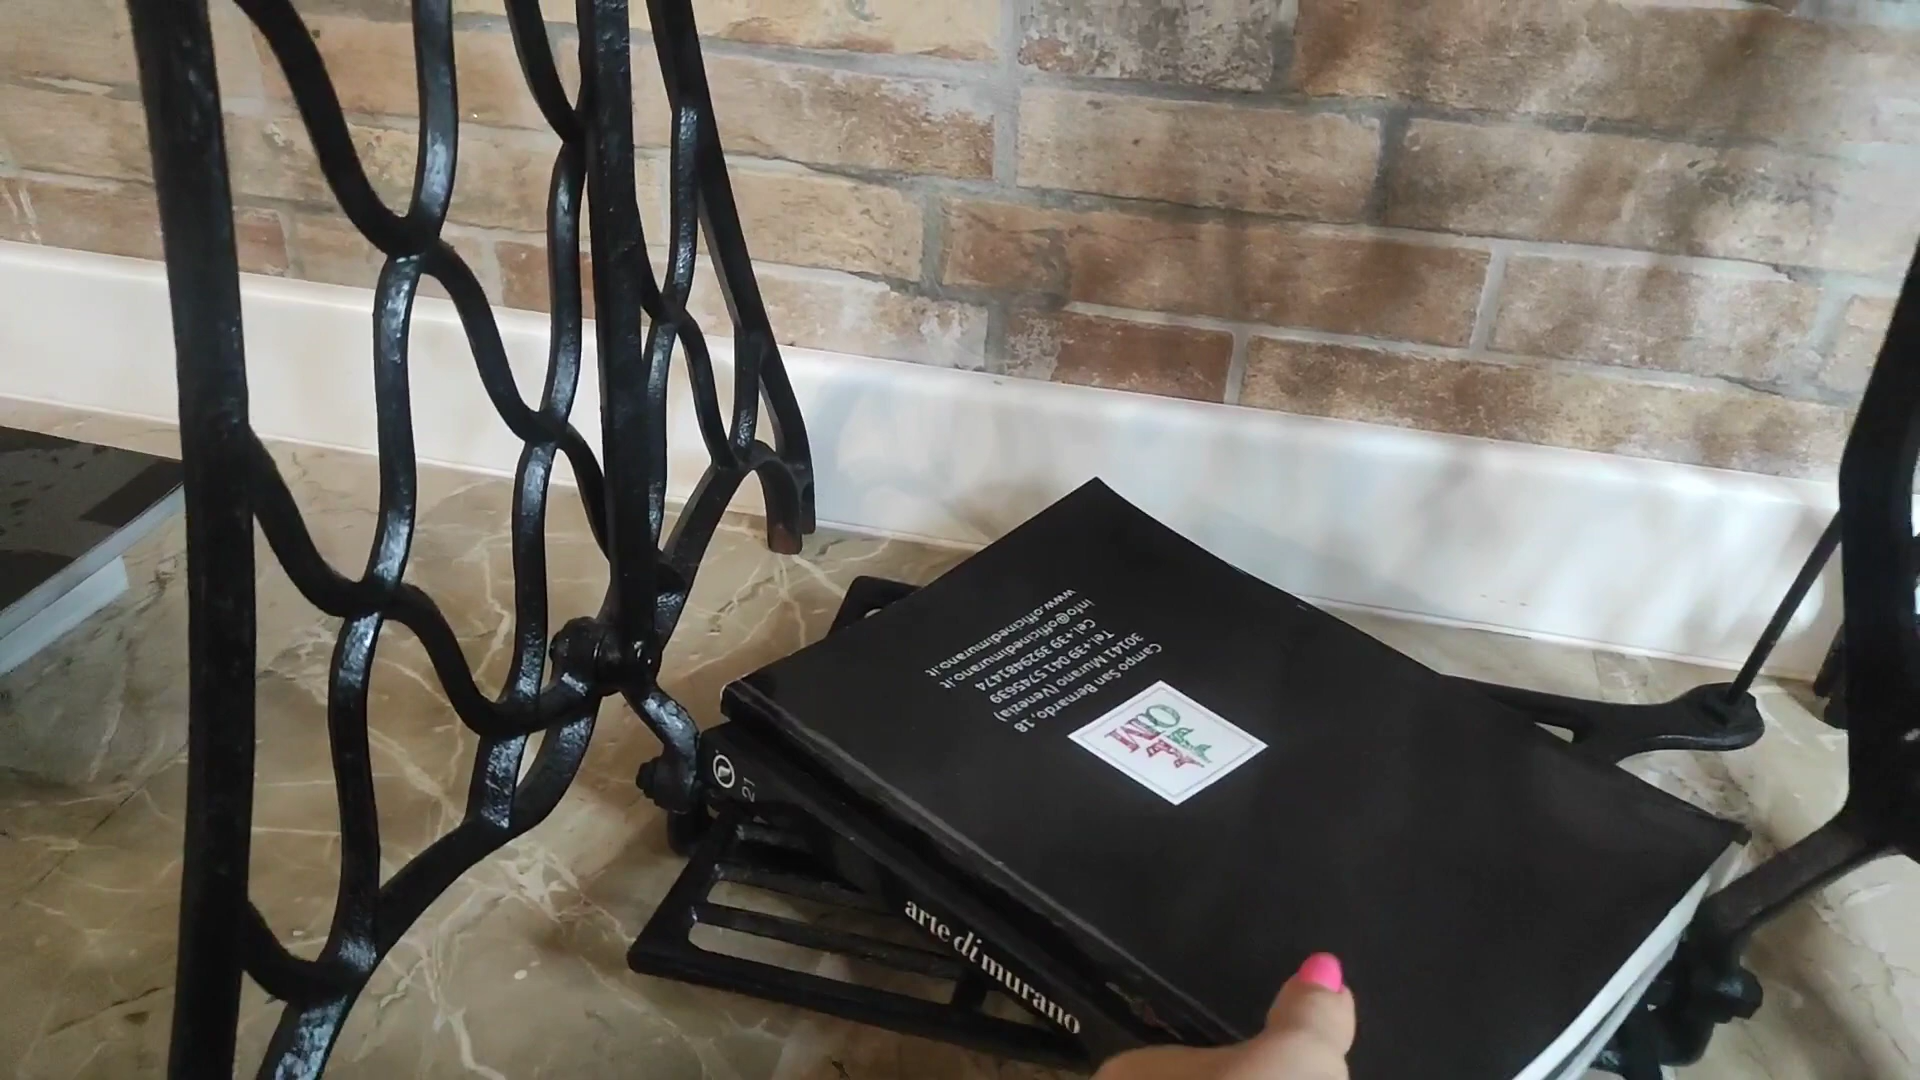 Campo San Bernardo, 18
30141 Murano (Venezia)
Tel.+39 041 5745639
Cel.+39 3929481474
info@officinedimurano.it
www.officinedimurano.it
OdM
21
arte di murano